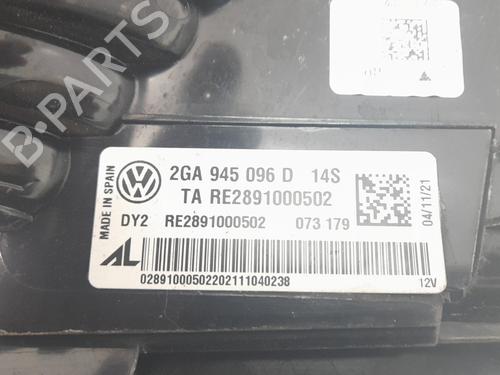 B-PARTS
MADE IN SPAIN
2GA 945 096 D 14S
TA RE2891000502
DY2 RE2891000502 073 179
04/11/21
AL
02891000502202111040238
12V